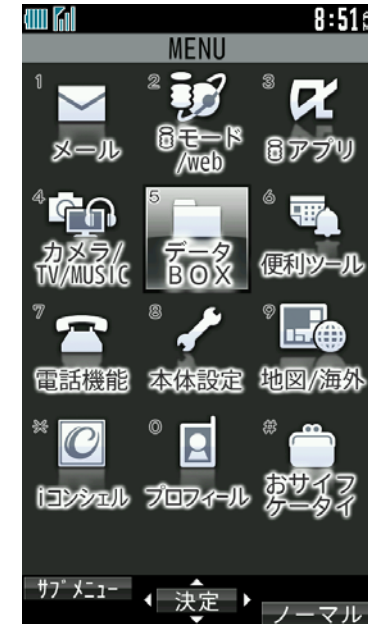 8:51
MENU
1
2
3
メール
iモード
/web
iアプリ
4
5
6
カメラ/
TV/MUSIC
データ
BOX
便利ツール
7
8
9
電話機能
本体設定
地図/海外
*
0
#
iコンシェル
プロフィール
おサイフ
ケータイ
サブメニュー
決定
ノーマル